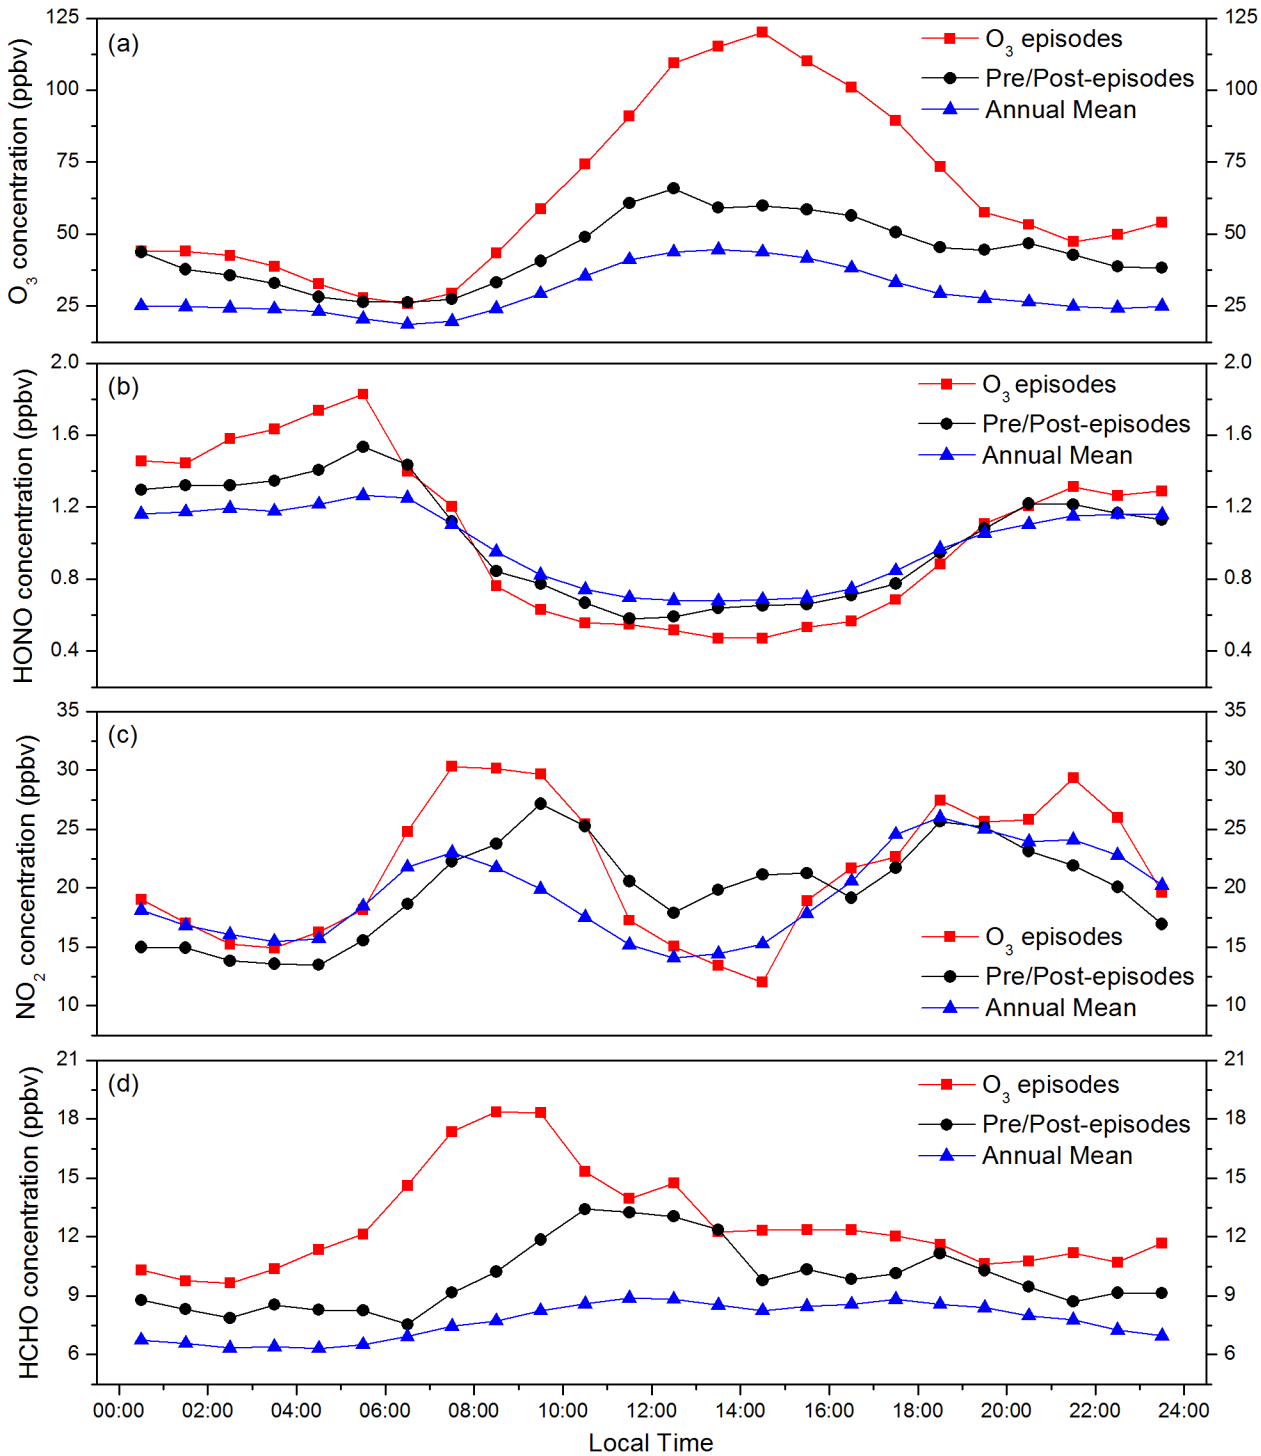 (a)
O3 concentration (ppbv)
125
100
75
50
25
125
100
75
50
25
O3 episodes
Pre/Post-episodes
Annual Mean
(b)
HONO concentration (ppbv)
2.0
1.6
1.2
0.8
0.4
2.0
1.6
1.2
0.8
0.4
O3 episodes
Pre/Post-episodes
Annual Mean
(c)
NO2 concentration (ppbv)
35
30
25
20
15
10
35
30
25
20
15
10
O3 episodes
Pre/Post-episodes
Annual Mean
(d)
HCHO concentration (ppbv)
21
18
15
12
9
6
21
18
15
12
9
6
O3 episodes
Pre/Post-episodes
Annual Mean
00:00 02:00 04:00 06:00 08:00 10:00 12:00 14:00 16:00 18:00 20:00 22:00 24:00
Local Time